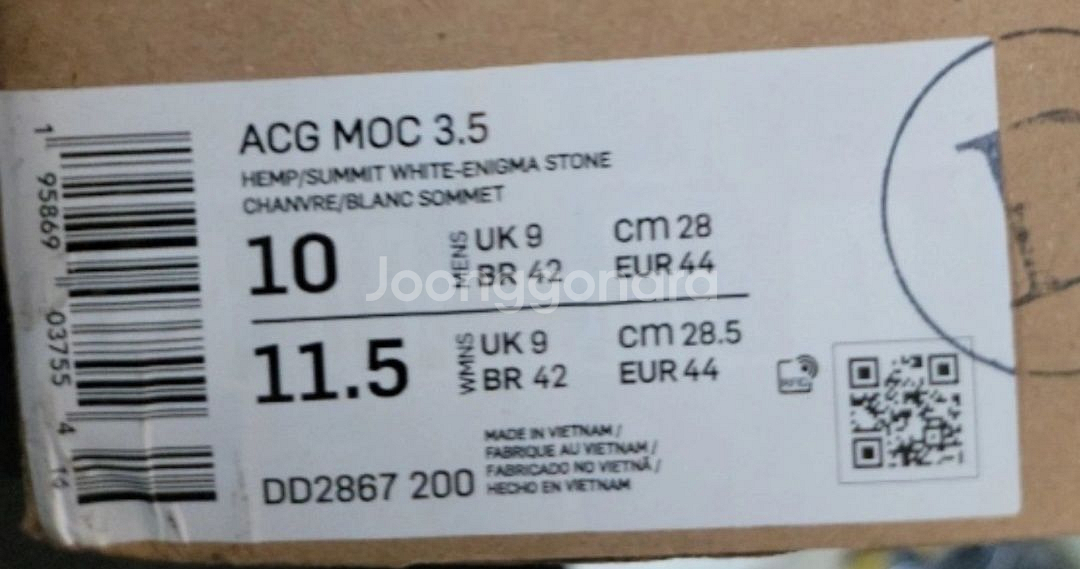 ACG MOC 3.5
HEMP/SUMMIT WHITE-ENIGMA STONE
CHANVRE/BLANC SOMMET
10 MENS UK 9 cm 28
BR 42 EUR 44
Joonggonara
11.5 WMNS UK 9 cm 28.5
BR 42 EUR 44
RFID
MADE IN VIETNAM /
FABRIQUE AU VIETNAM /
FABRICADO NO VIETNÃ /
HECHO EN VIETNAM
DD2867 200
1 95869 03755 4 14